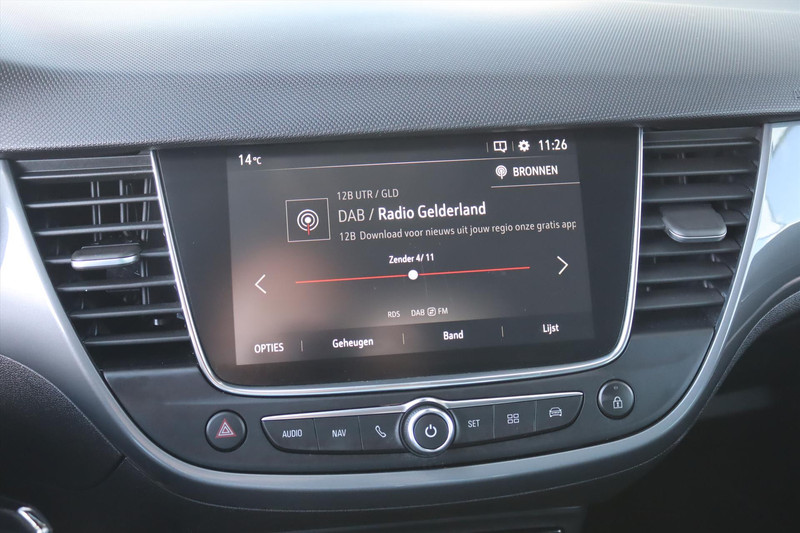 14°C
11:26
BRONNEN
12B UTR / GLD
DAB / Radio Gelderland
12B Download voor nieuws uit jouw regio onze gratis app
Zender 4/ 11
RDS DAB FM
OPTIES Geheugen Band Lijst
AUDIO NAV SET